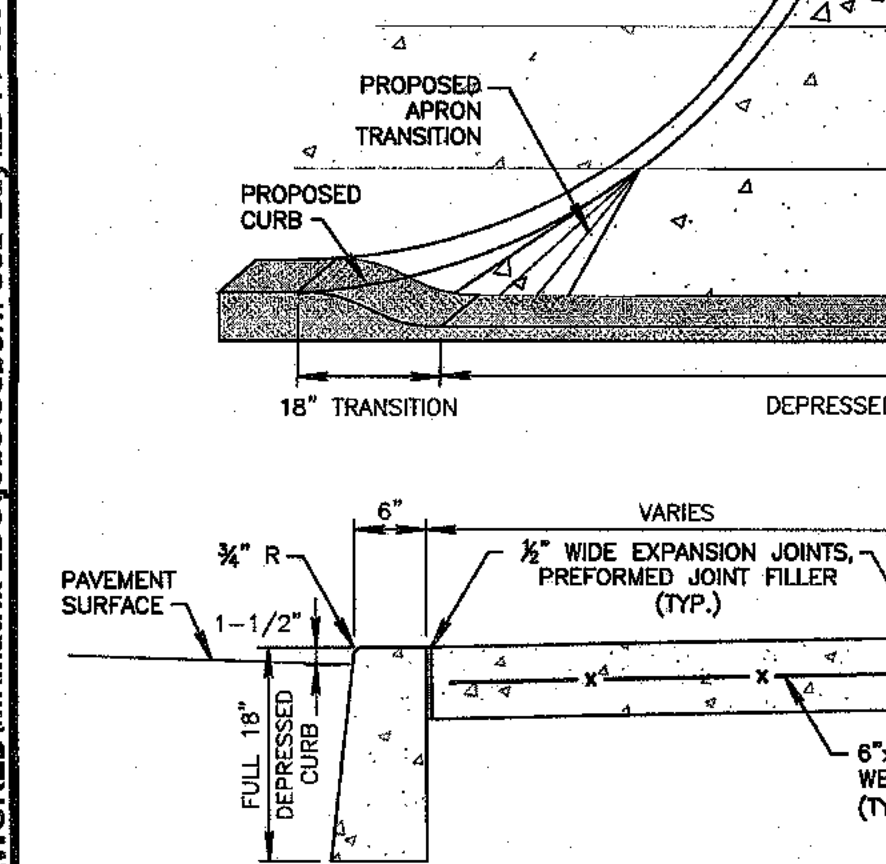 PROPOSED
APRON
TRANSITION
PROPOSED
CURB
18" TRANSITION
DEPRESSED
6"
VARIES
¾" R
½" WIDE EXPANSION JOINTS,
PREFORMED JOINT FILLER
(TYP.)
PAVEMENT
SURFACE
1-1/2"
FULL 18"
DEPRESSED
CURB
x
x
6"